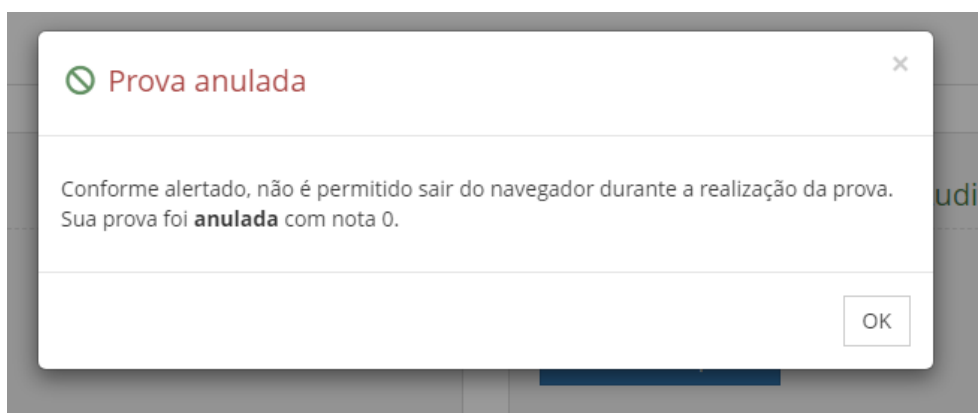 Prova anulada
×
Conforme alertado, não é permitido sair do navegador durante a realização da prova.
Sua prova foi anulada com nota 0.
udi
OK